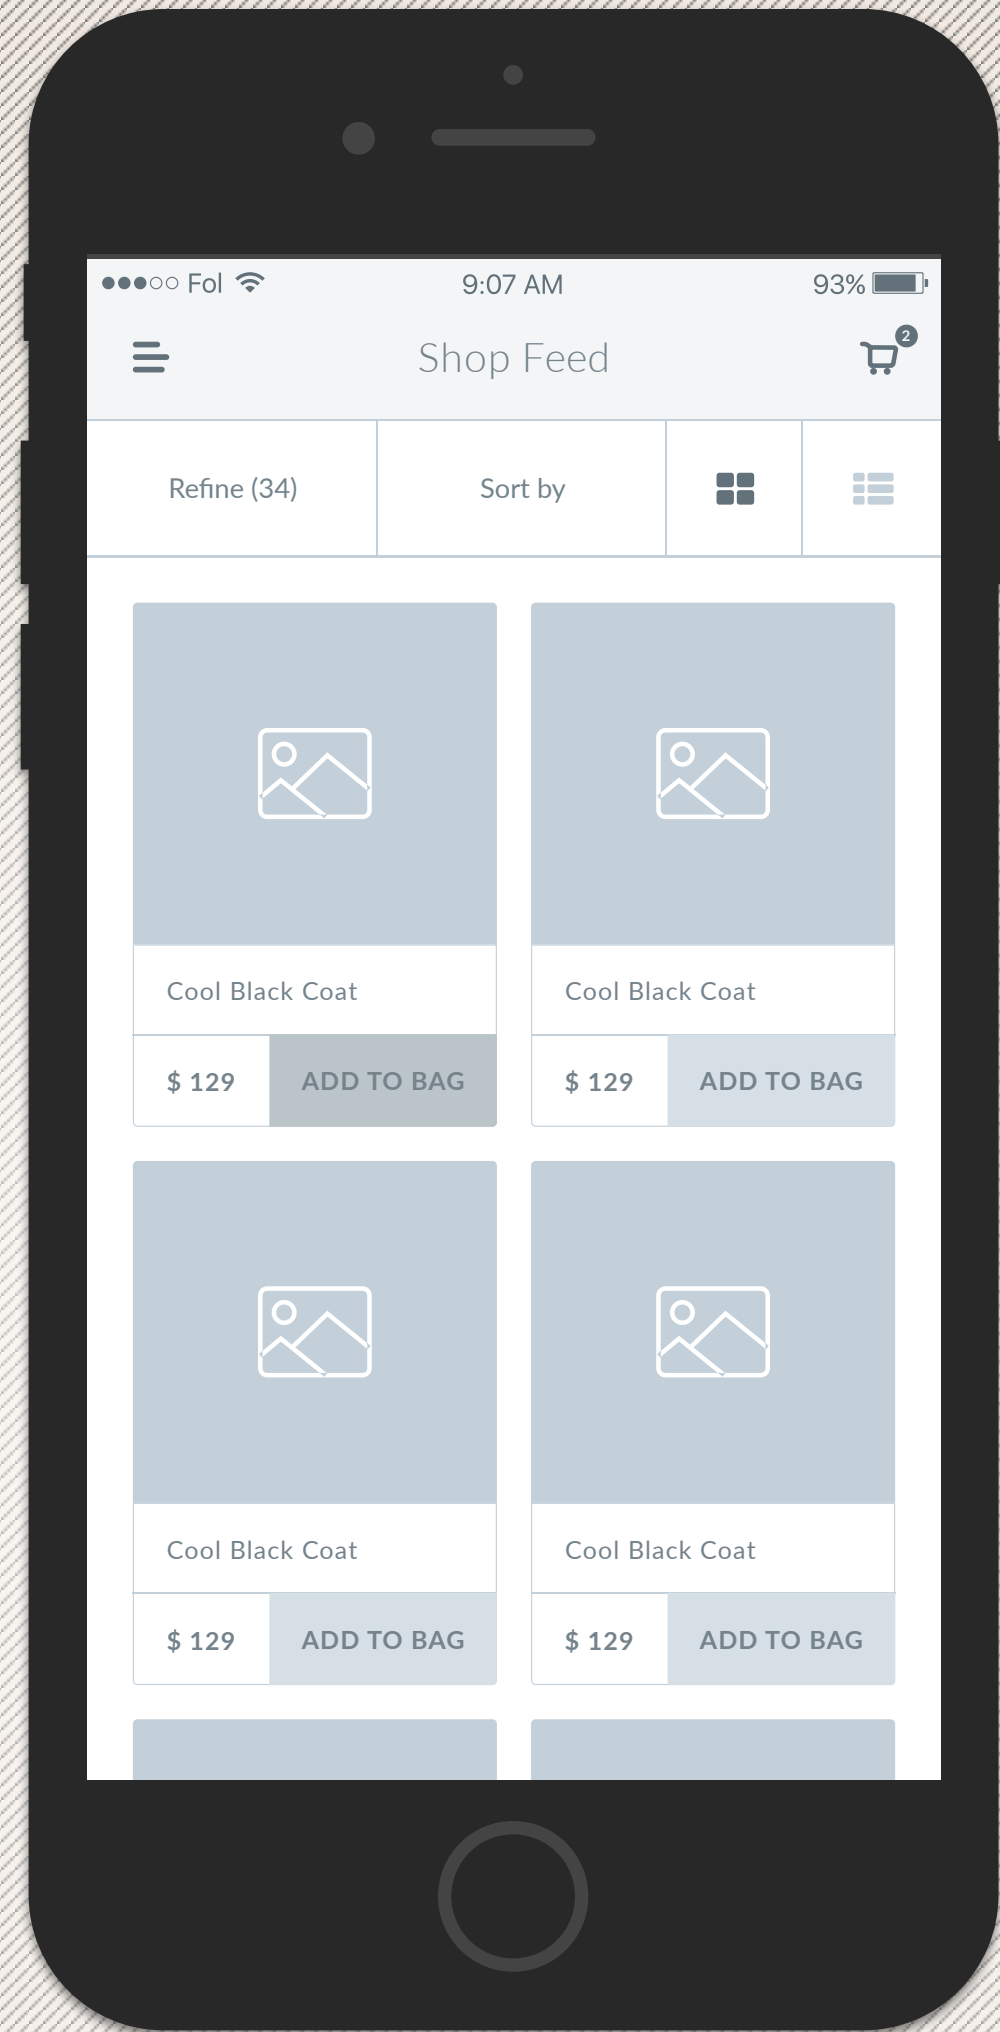 Fol 9:07 AM 93%
Shop Feed 2
Refine (34) Sort by
Cool Black Coat Cool Black Coat
$ 129 ADD TO BAG $ 129 ADD TO BAG
Cool Black Coat Cool Black Coat
$ 129 ADD TO BAG $ 129 ADD TO BAG